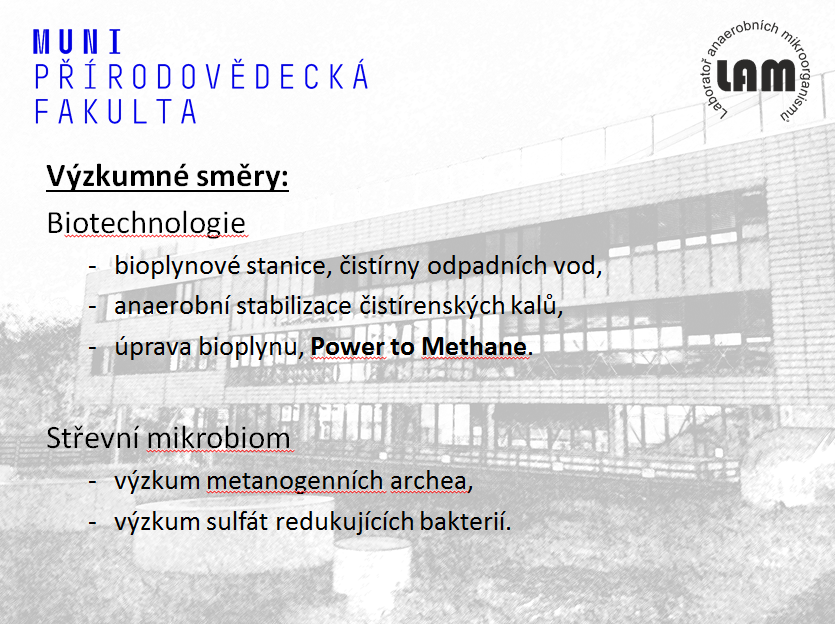 MUNI
PŘÍRODOVĚDECKÁ
FAKULTA
Laboratoř anaerobních mikroorganismů
LAM
Výzkumné směry:
Biotechnologie
- bioplynové stanice, čistírny odpadních vod,
- anaerobní stabilizace čistírenských kalů,
- úprava bioplynu, Power to Methane.
Střevní mikrobiom
- výzkum metanogenních archea,
- výzkum sulfát redukujících bakterií.